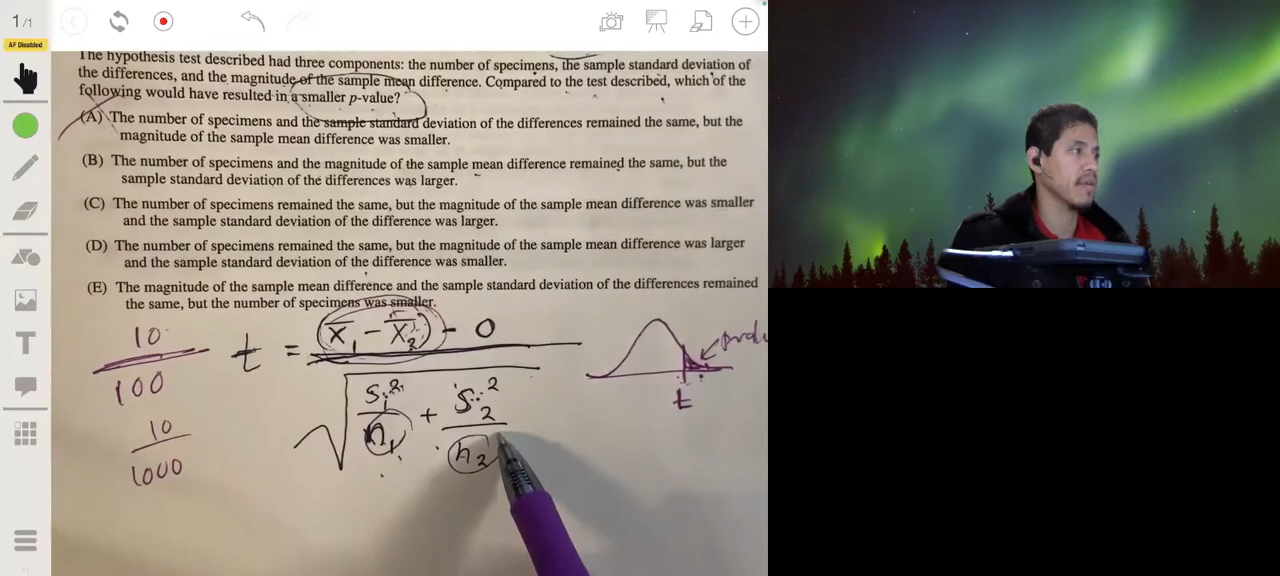 1/1
AF Disabled
The hypothesis test described had three components: the number of specimens, the sample standard deviation of
the differences, and the magnitude of the sample mean difference. Compared to the test described, which of the
following would have resulted in a smaller p-value?
(A) The number of specimens and the sample standard deviation of the differences remained the same, but the
magnitude of the sample mean difference was smaller.
(B) The number of specimens and the magnitude of the sample mean difference remained the same, but the
sample standard deviation of the differences was larger.
(C) The number of specimens remained the same, but the magnitude of the sample mean difference was smaller
and the sample standard deviation of the difference was larger.
(D) The number of specimens remained the same, but the magnitude of the sample mean difference was larger
and the sample standard deviation of the difference was smaller.
(E) The magnitude of the sample mean difference and the sample standard deviation of the differences remained
the same, but the number of specimens was smaller.
10
100
10
1000
t = (x̄₁ - x̄₂) - 0
√ s₁² / n₁ + s₂² / n₂
t
T